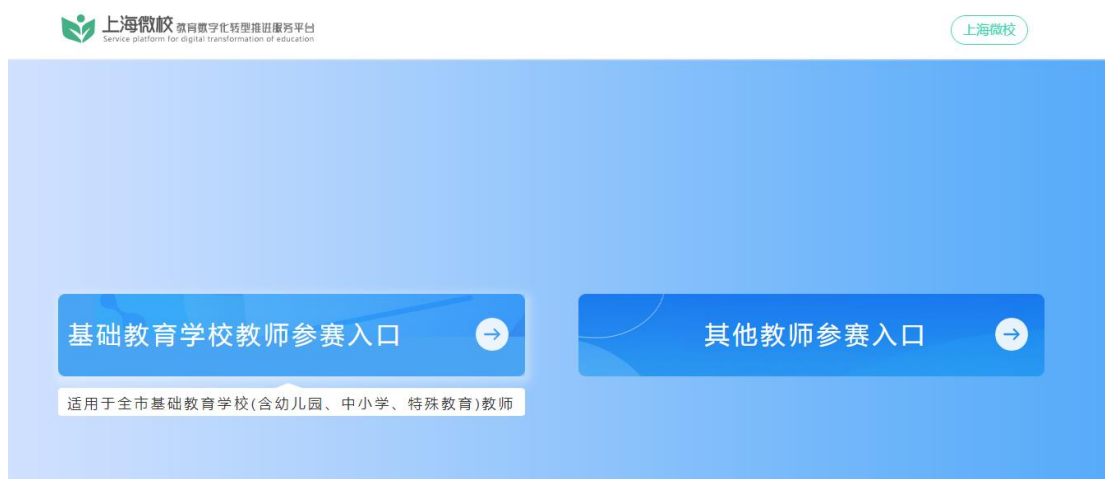 上海微校 教育数字化转型推进服务平台
Service platform for digital transformation of education
上海微校
基础教育学校教师参赛入口
其他教师参赛入口
适用于全市基础教育学校(含幼儿园、中小学、特殊教育)教师